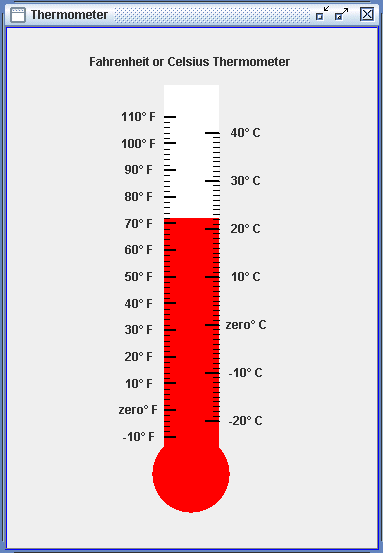 Thermometer
Fahrenheit or Celsius Thermometer
110° F
40° C
100° F
90° F
30° C
80° F
70° F
20° C
60° F
50° F
10° C
40° F
30° F
zero° C
20° F
10° F
-10° C
zero° F
-20° C
-10° F